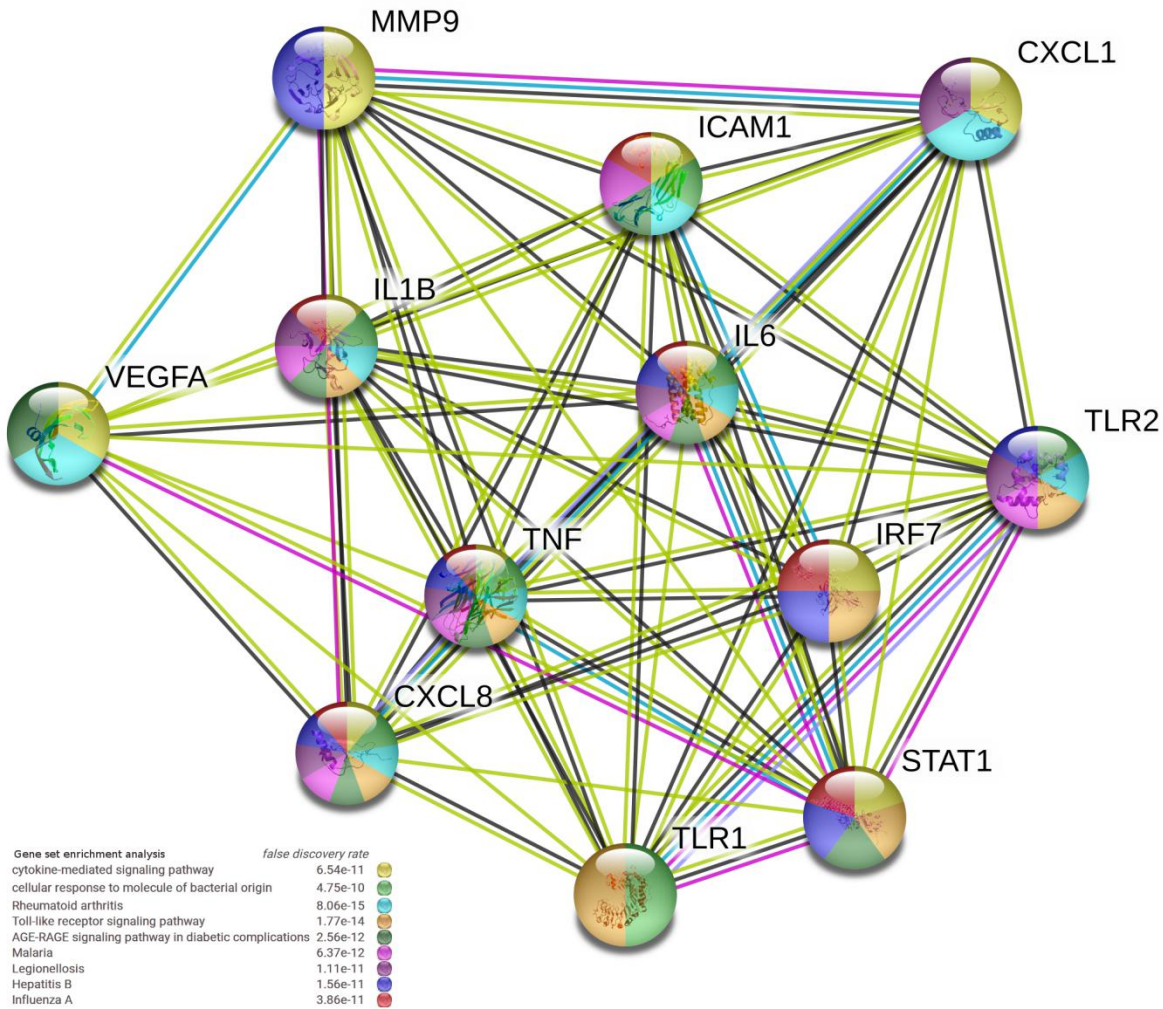 MMP9
CXCL1
ICAM1
IL1B
IL6
VEGFA
TLR2
TNF
IRF7
CXCL8
STAT1
TLR1
Gene set enrichment analysis false discovery rate
cytokine-mediated signaling pathway 6.54e-11
cellular response to molecule of bacterial origin 4.75e-10
Rheumatoid arthritis 8.06e-15
Toll-like receptor signaling pathway 1.77e-14
AGE-RAGE signaling pathway in diabetic complications 2.56e-12
Malaria 6.37e-12
Legionellosis 1.11e-11
Hepatitis B 1.56e-11
Influenza A 3.86e-11